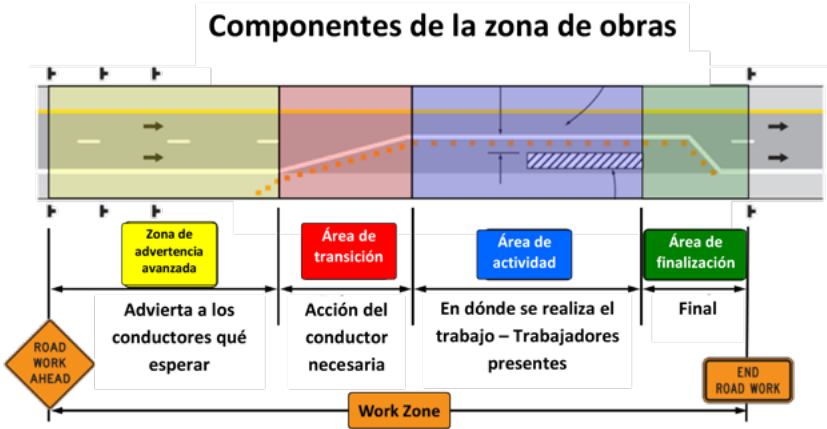 Componentes de la zona de obras
Zona de
advertencia
avanzada
Área de
transición
Área de
actividad
Área de
finalización
Advierta a los
conductores qué
esperar
Acción del
conductor
necesaria
En dónde se realiza el
trabajo – Trabajadores
presentes
Final
ROAD
WORK
AHEAD
END
ROAD WORK
Work Zone